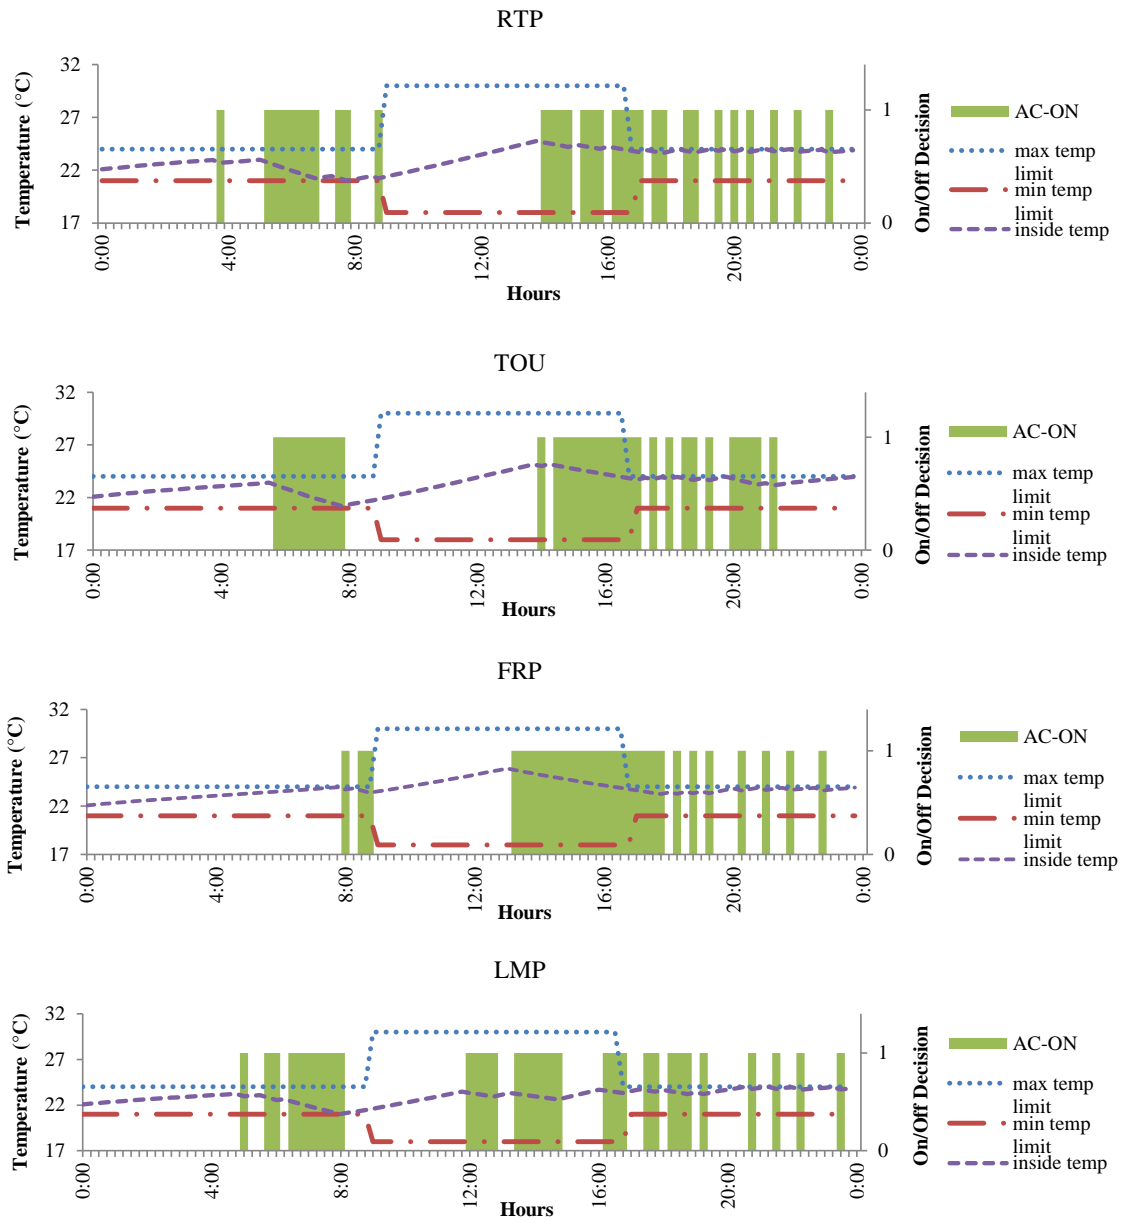 RTP
Temperature (°C)
32
27
22
17
0:00
4:00
8:00
12:00
16:00
20:00
0:00
Hours
1
0
On/Off Decision
AC-ON
max temp
limit
min temp
limit
inside temp
TOU
Temperature (°C)
32
27
22
17
0:00
4:00
8:00
12:00
16:00
20:00
0:00
Hours
1
0
On/Off Decision
AC-ON
max temp
limit
min temp
limit
inside temp
FRP
Temperature (°C)
32
27
22
17
0:00
4:00
8:00
12:00
16:00
20:00
0:00
Hours
1
0
On/Off Decision
AC-ON
max temp
limit
min temp
limit
inside temp
LMP
Temperature (°C)
32
27
22
17
0:00
4:00
8:00
12:00
16:00
20:00
0:00
Hours
1
0
On/Off Decision
AC-ON
max temp
limit
min temp
limit
inside temp